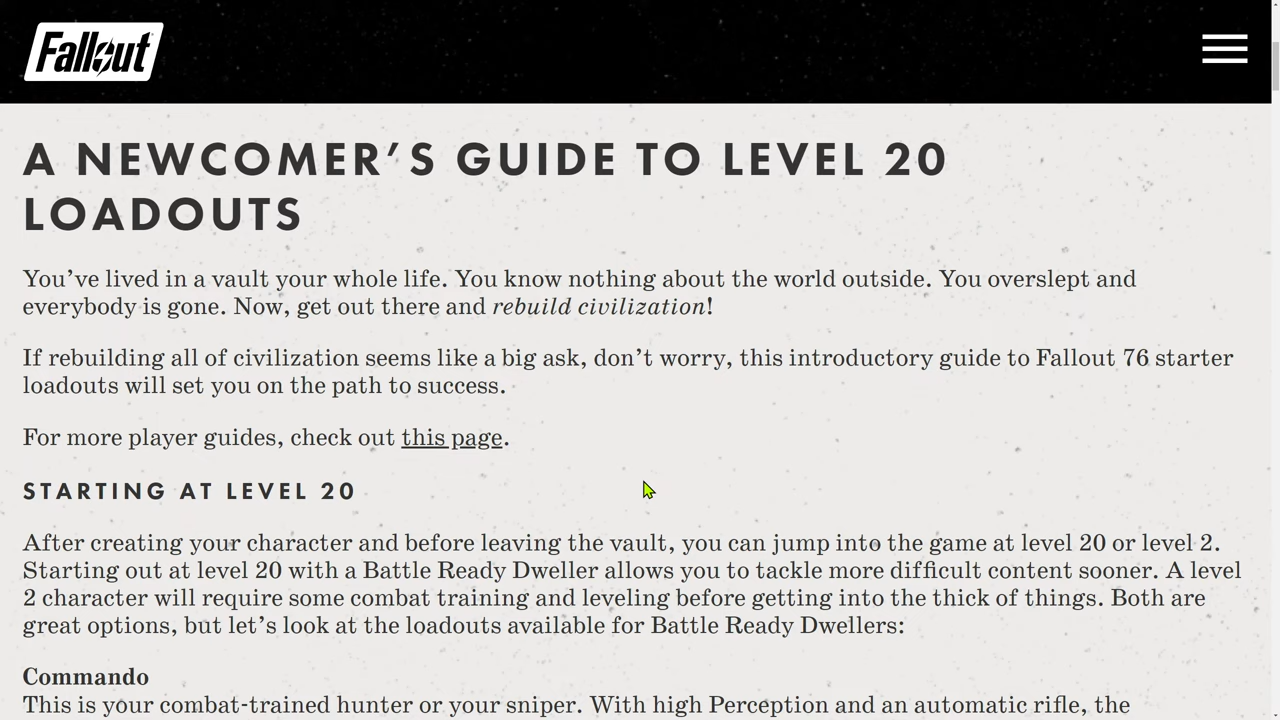 Fallout
A NEWCOMER’S GUIDE TO LEVEL 20
LOADOUTS
You’ve lived in a vault your whole life. You know nothing about the world outside. You overslept and
everybody is gone. Now, get out there and rebuild civilization!
If rebuilding all of civilization seems like a big ask, don’t worry, this introductory guide to Fallout 76 starter
loadouts will set you on the path to success.
For more player guides, check out this page.
STARTING AT LEVEL 20
After creating your character and before leaving the vault, you can jump into the game at level 20 or level 2.
Starting out at level 20 with a Battle Ready Dweller allows you to tackle more difficult content sooner. A level
2 character will require some combat training and leveling before getting into the thick of things. Both are
great options, but let’s look at the loadouts available for Battle Ready Dwellers:
Commando
This is your combat-trained hunter or your sniper. With high Perception and an automatic rifle, the